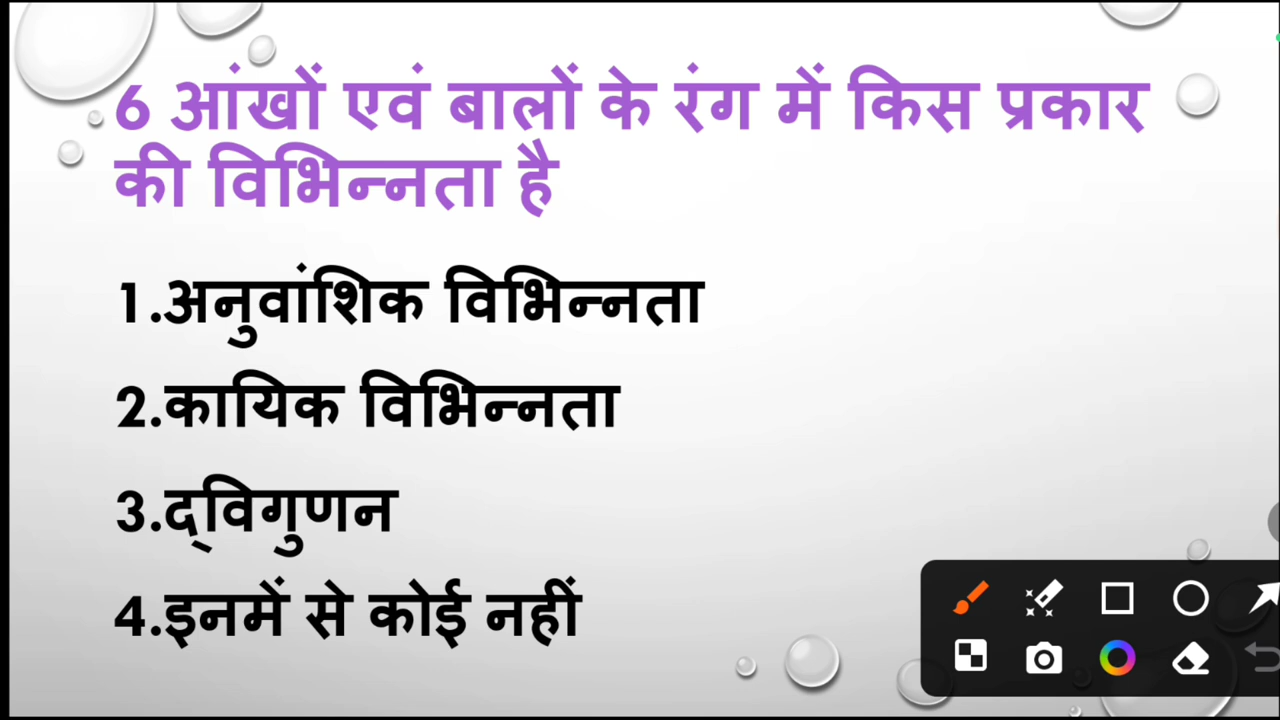 6 आंखों एवं बालों के रंग में किस प्रकार
की विभिन्नता है
1.अनुवांशिक विभिन्नता
2.कायिक विभिन्नता
3.द्विगुणन
4.इनमें से कोई नहीं